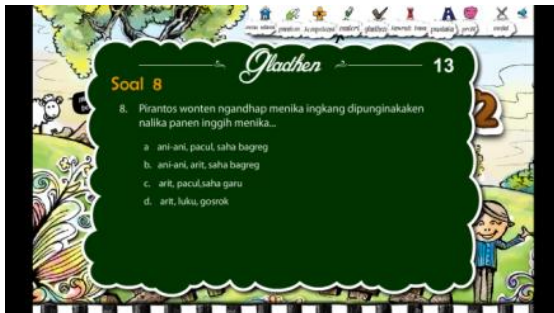 Gladhen
13
Soal 8
8. Pirantos wonten ngandhap menika ingkang dipunginakaken
nalika panen inggih menika...
a ani-ani, pacul, saha bagreg
b. ani-ani, arit, saha bagreg
c. arit, pacul,saha garu
d. arit, luku, gosrok
2